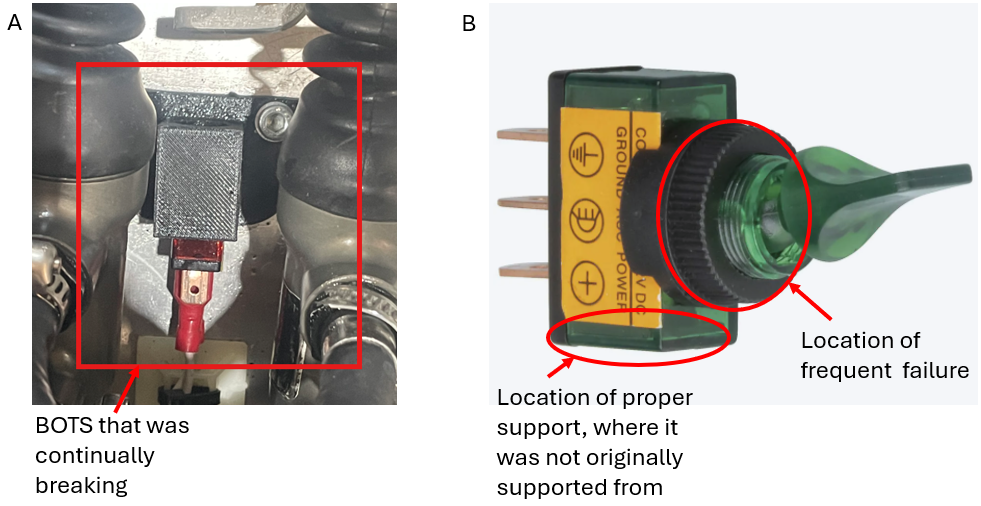 A
B
BOTS that was
continually
breaking
Location of proper
support, where it
was not originally
supported from
Location of
frequent failure
GROUND
POWER
V DC